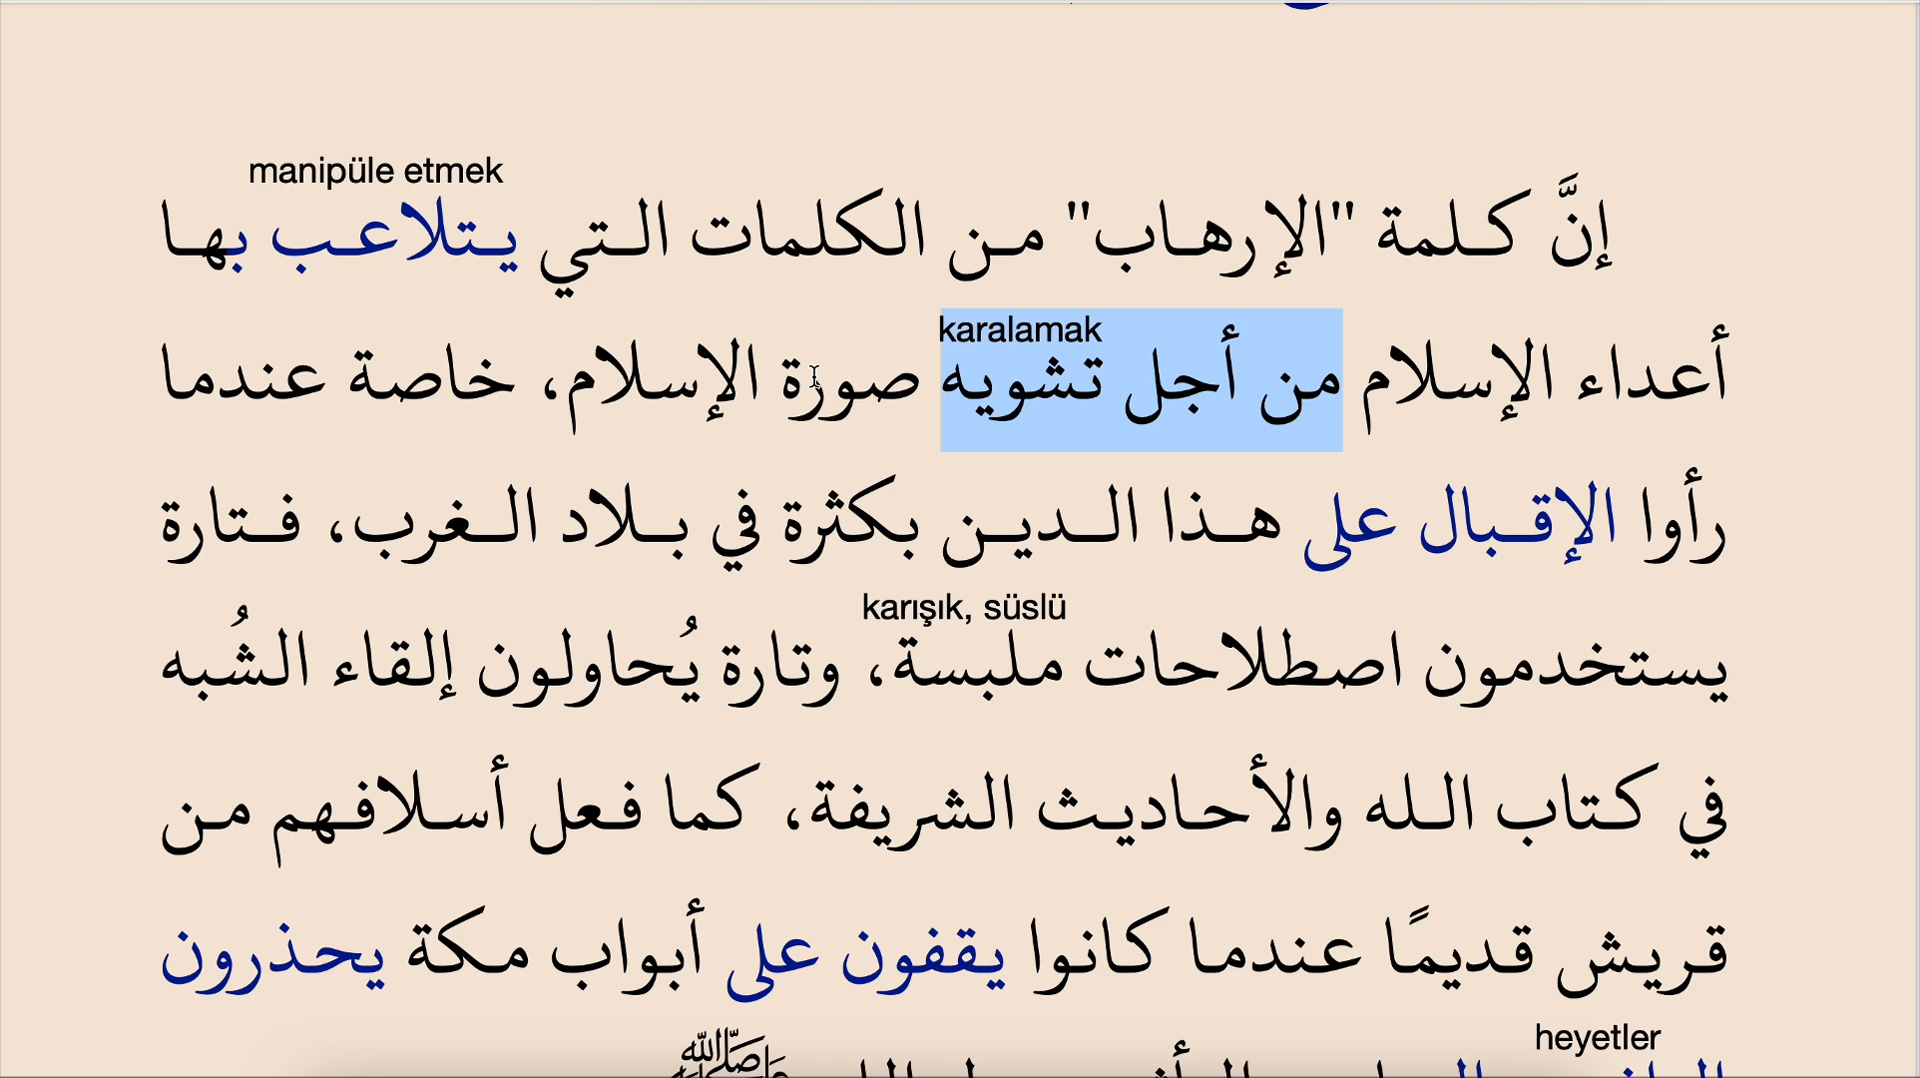 manipüle etmek
إنَّ كلمة "الإرهاب" من الكلمات التي يتلاعب بها
karalamak
أعداء الإسلام من أجل تشويه صورة الإسلام، خاصة عندما
رأوا الإقبال على هذا الدين بكثرة في بلاد الغرب، فتارة
karışık, süslü
يستخدمون اصطلاحات ملبسة، وتارة يُحاولون إلقاء الشُبه
في كتاب الله والأحاديث الشريفة، كما فعل أسلافهم من
قريش قديمًا عندما كانوا يقفون على أبواب مكة يحذرون
heyetler